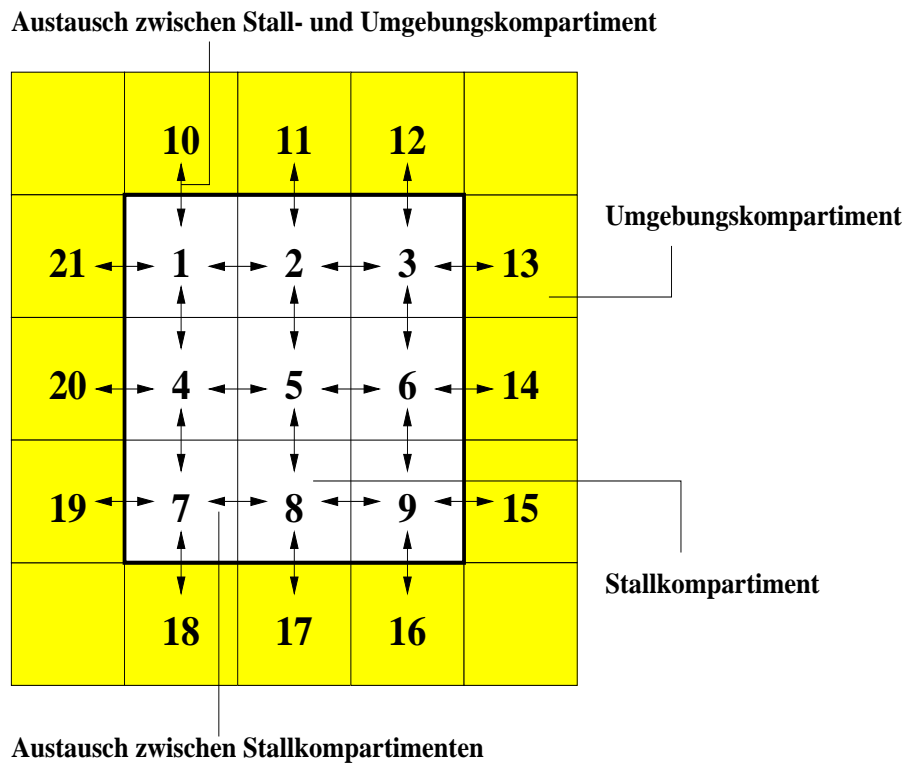 Austausch zwischen Stall- und Umgebungskompartiment
10 11 12
Umgebungskompartiment
21 1 2 3 13
20 4 5 6 14
19 7 8 9 15
Stallkompartiment
18 17 16
Austausch zwischen Stallkompartimenten